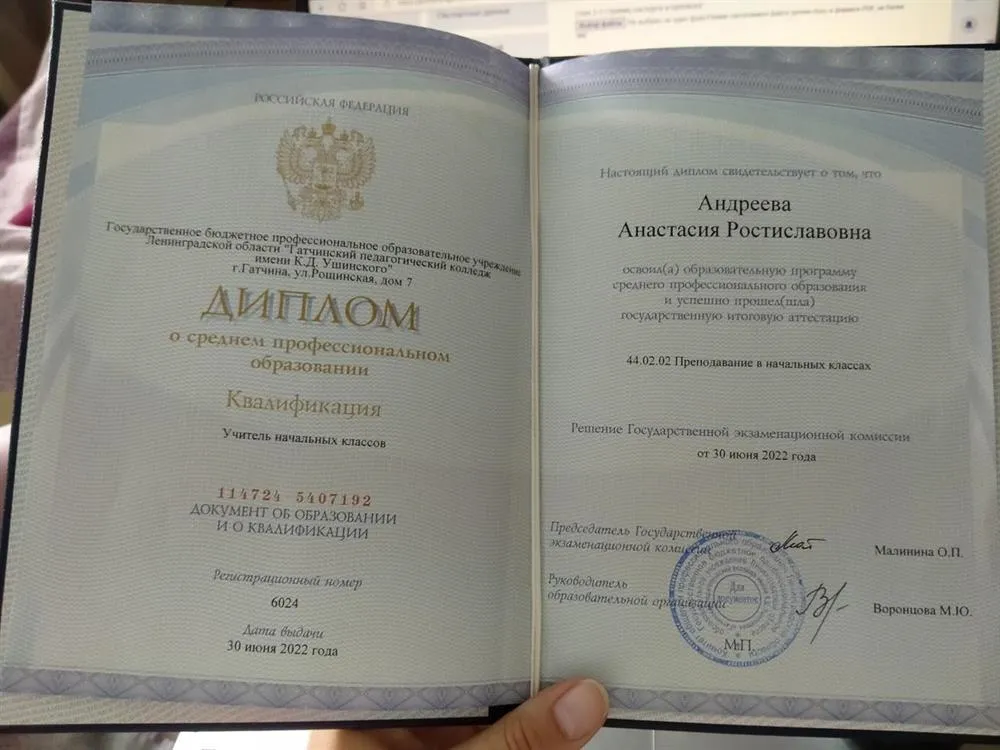 РОССИЙСКАЯ ФЕДЕРАЦИЯ
Государственное бюджетное профессиональное образовательное учреждение
Ленинградской области "Гатчинский педагогический колледж
имени К.Д. Ушинского"
г.Гатчина, ул.Рощинская, дом 7
ДИПЛОМ
о среднем профессиональном
образовании
Квалификация
Учитель начальных классов
114724 5407192
ДОКУМЕНТ ОБ ОБРАЗОВАНИИ
И О КВАЛИФИКАЦИИ
Регистрационный номер
6024
Дата выдачи
30 июня 2022 года
Настоящий диплом свидетельствует о том, что
Андреева
Анастасия Ростиславовна
освоил(а) образовательную программу
среднего профессионального образования
и успешно прошел(шла)
государственную итоговую аттестацию
44.02.02 Преподавание в начальных классах
Решение Государственной экзаменационной комиссии
от 30 июня 2022 года
Председатель Государственной
экзаменационной комиссии
Малинина О.П.
Руководитель
образовательной организации
Воронцова М.Ю.
Для
документов
М.П.